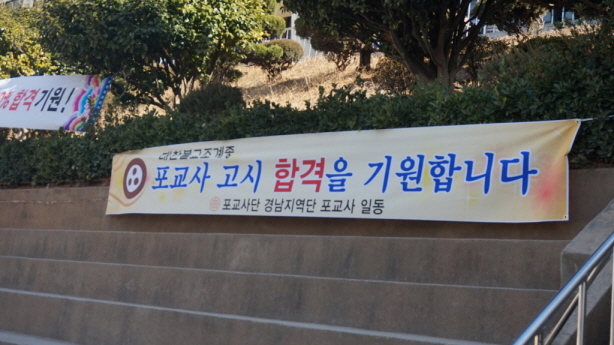 합격기원!
대한불교조계종
포교사 고시 합격을 기원합니다
포교사단 경남지역단 포교사 일동